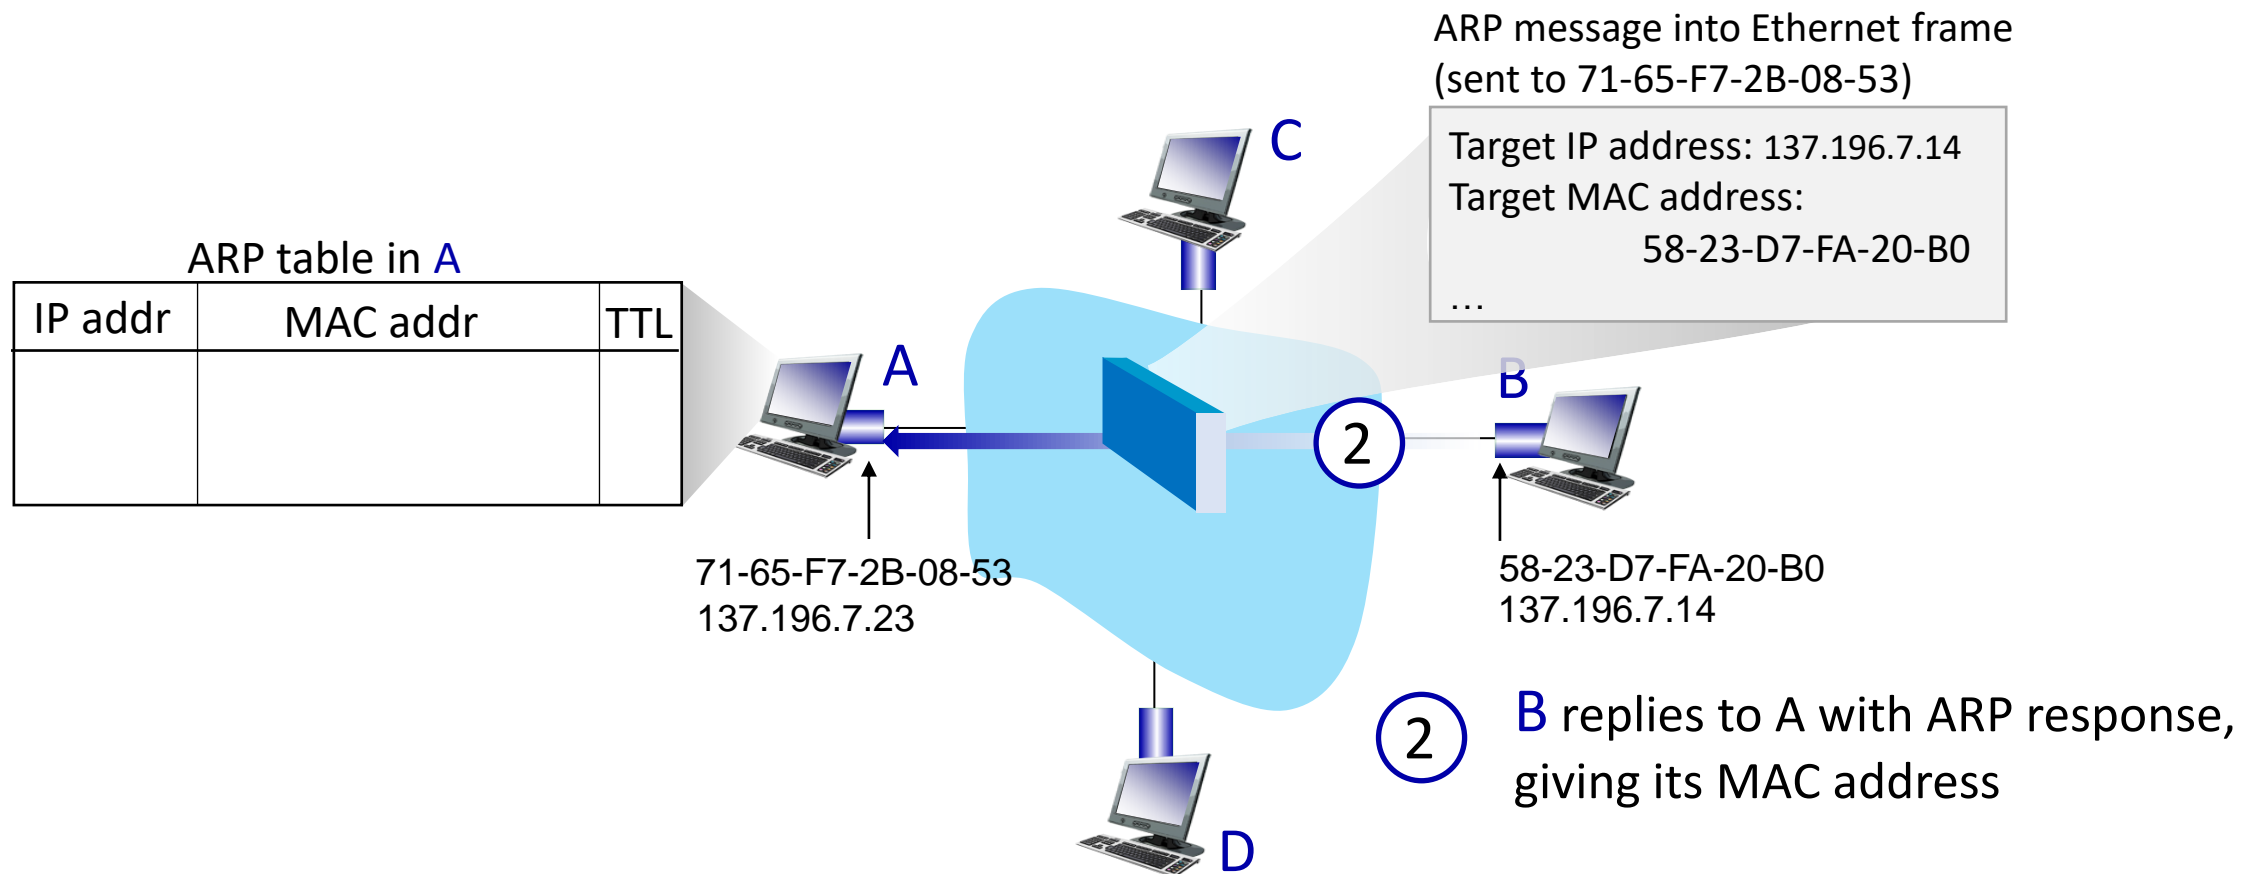 ARP message into Ethernet frame
(sent to 71-65-F7-2B-08-53)
Target IP address: 137.196.7.14
Target MAC address:
58-23-D7-FA-20-B0
…
C
ARP table in A
IP addr MAC addr TTL
A
B
2
71-65-F7-2B-08-53
137.196.7.23
58-23-D7-FA-20-B0
137.196.7.14
2
B replies to A with ARP response,
giving its MAC address
D